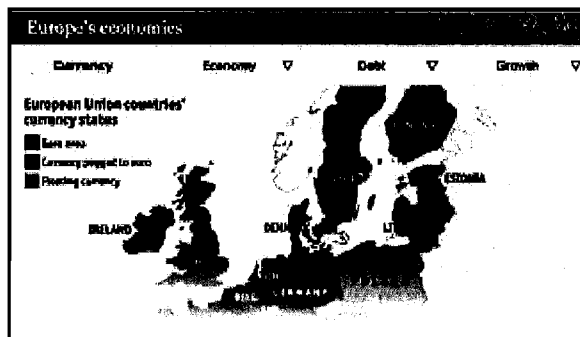 Europe's economies
Currency Economy ▽ Debt ▽ Growth ▽
European Union countries'
currency status
Euro area
Currency pegged to euro
Floating currency
ESTONIA
IRELAND
GERMANY